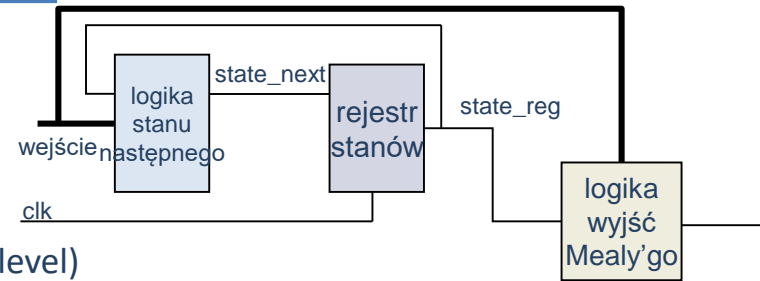 state_next
logika
stanu
następnego
rejestr
stanów
state_reg
wejście
logika
wyjść
Mealy’go
clk
level)